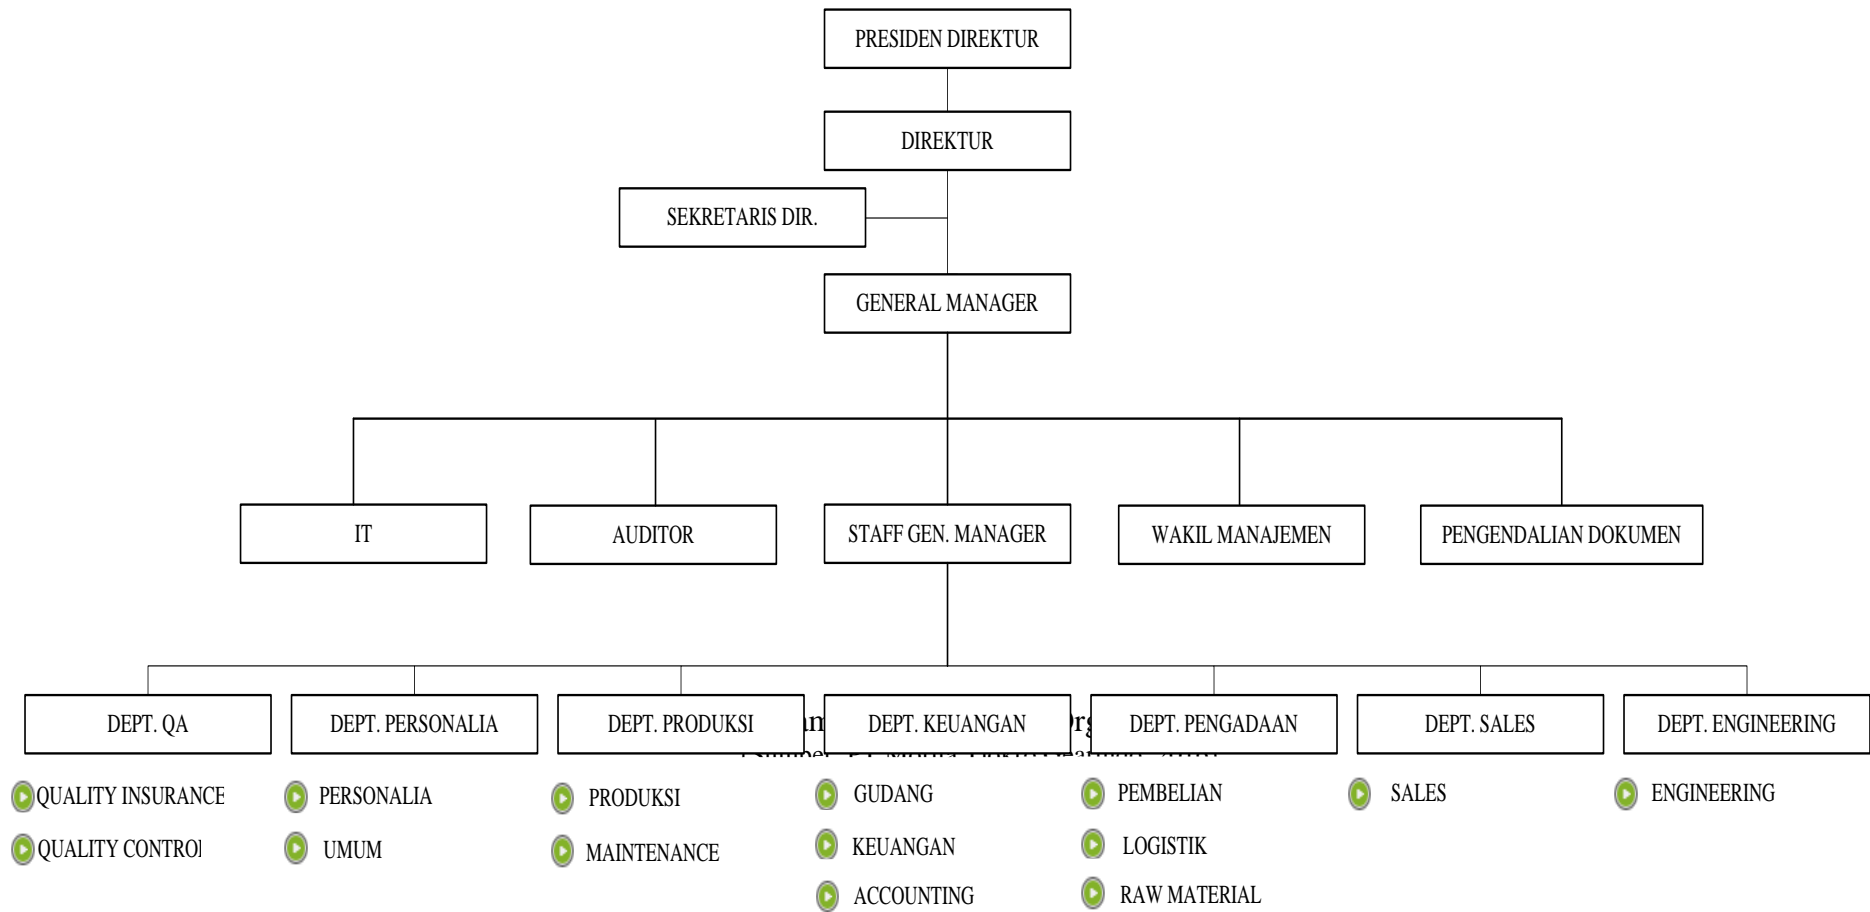 PRESIDEN DIREKTUR
DIREKTUR
SEKRETARIS DIR.
GENERAL MANAGER
IT
AUDITOR
STAFF GEN. MANAGER
WAKIL MANAJEMEN
PENGENDALIAN DOKUMEN
DEPT. QA
DEPT. PERSONALIA
DEPT. PRODUKSI
DEPT. KEUANGAN
DEPT. PENGADAAN
DEPT. SALES
DEPT. ENGINEERING
QUALITY INSURANCE
QUALITY CONTROL
PERSONALIA
UMUM
PRODUKSI
MAINTENANCE
GUDANG
KEUANGAN
ACCOUNTING
PEMBELIAN
LOGISTIK
RAW MATERIAL
SALES
ENGINEERING